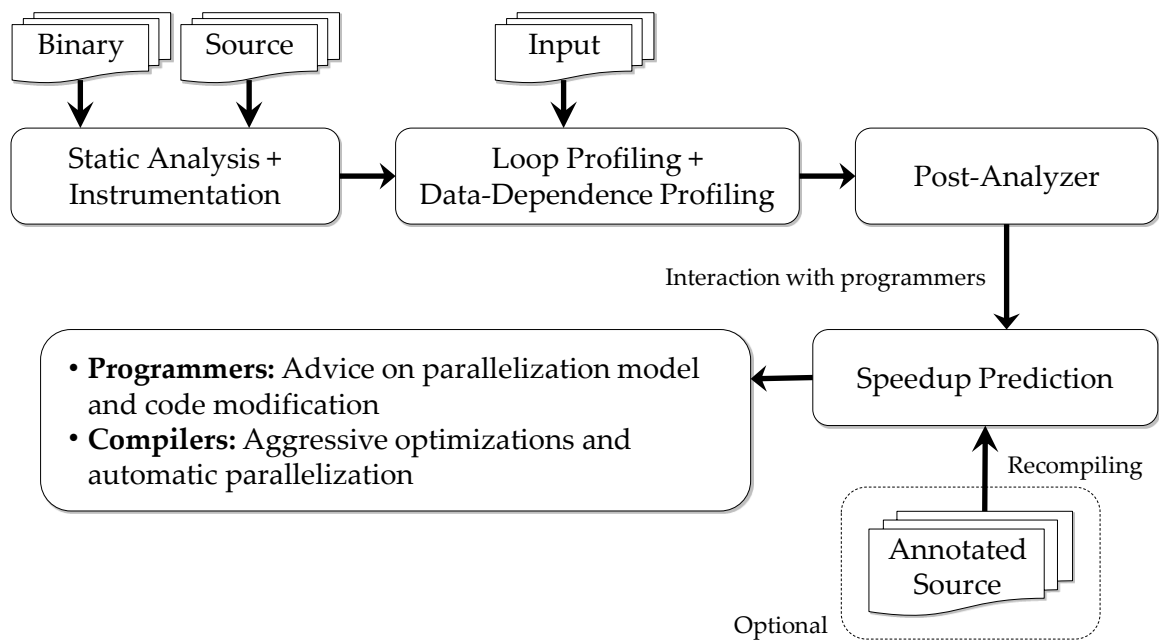 Binary
Source
Input
Static Analysis +
Instrumentation
Loop Profiling +
Data-Dependence Profiling
Post-Analyzer
Interaction with programmers
• Programmers: Advice on parallelization model
and code modification
• Compilers: Aggressive optimizations and
automatic parallelization
Speedup Prediction
Recompiling
Annotated
Source
Optional